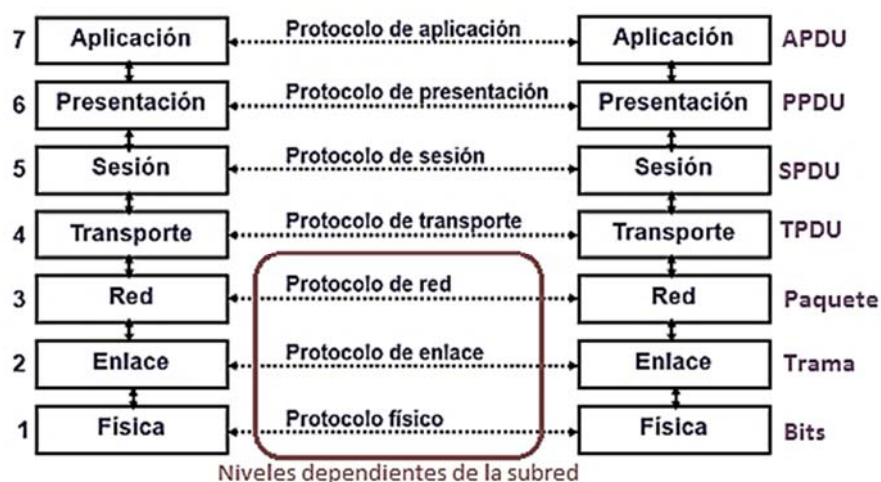 7 Aplicación Protocolo de aplicación Aplicación APDU
6 Presentación Protocolo de presentación Presentación PPDU
5 Sesión Protocolo de sesión Sesión SPDU
4 Transporte Protocolo de transporte Transporte TPDU
3 Red Protocolo de red Red Paquete
2 Enlace Protocolo de enlace Enlace Trama
1 Física Protocolo físico Física Bits
Niveles dependientes de la subred